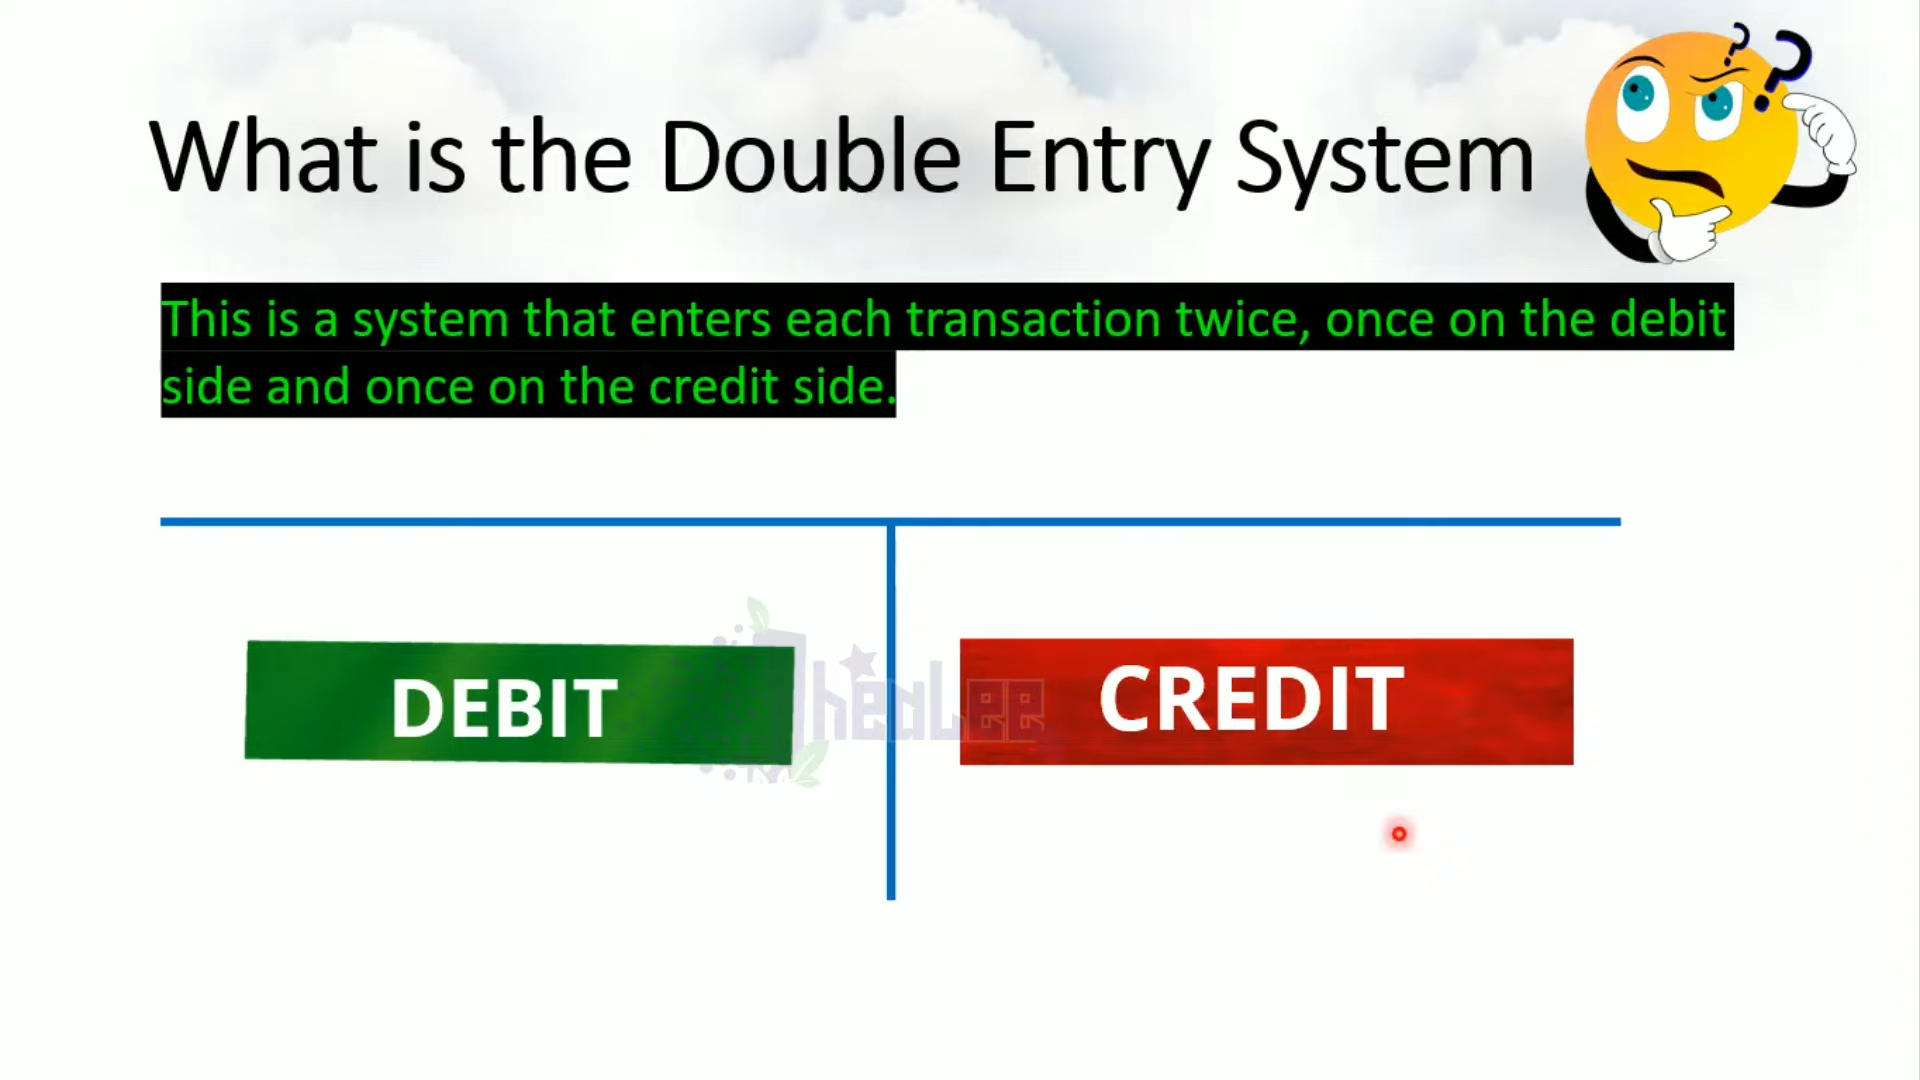 What is the Double Entry System
This is a system that enters each transaction twice, once on the debit
side and once on the credit side.
DEBIT
CREDIT